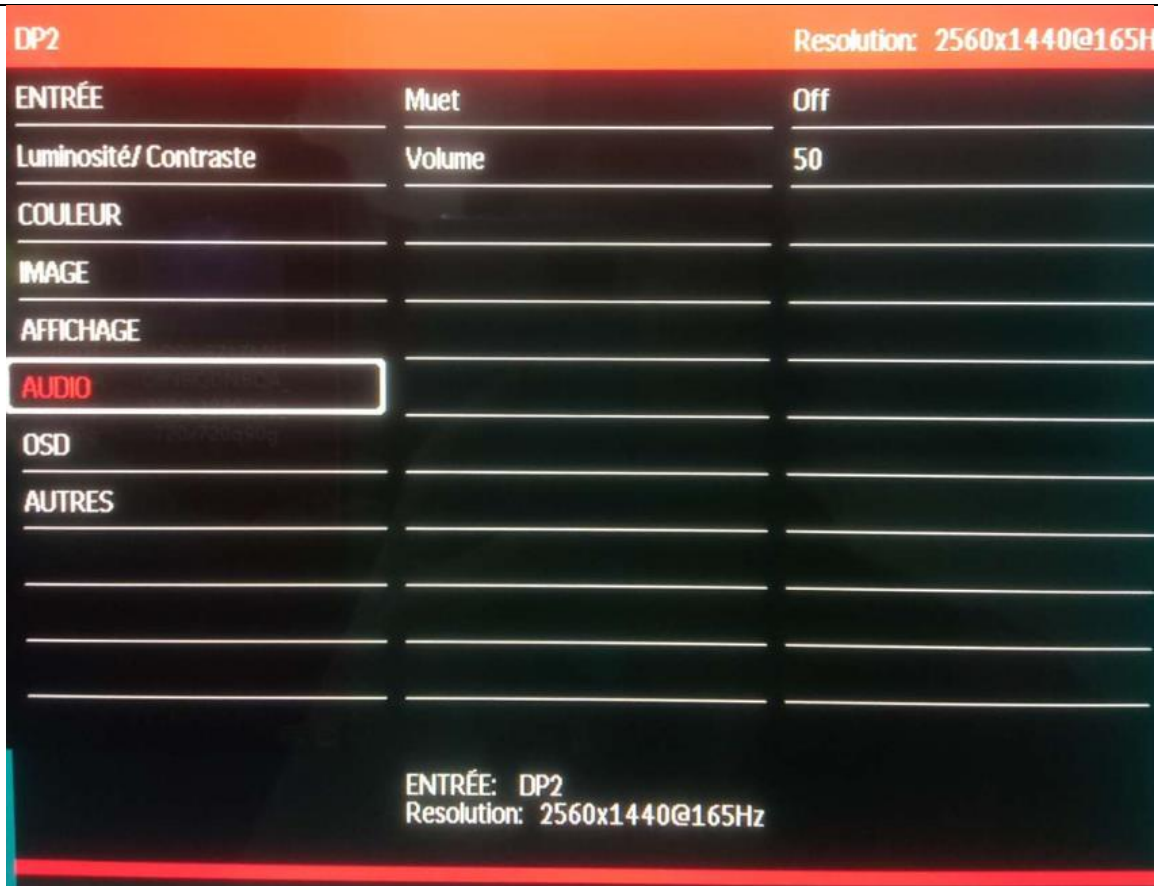 DP2 Resolution: 2560x1440@165H
ENTRÉE Muet Off
Luminosité/ Contraste Volume 50
COULEUR
IMAGE
AFFICHAGE
AUDIO
OSD
AUTRES
ENTRÉE: DP2
Resolution: 2560x1440@165Hz